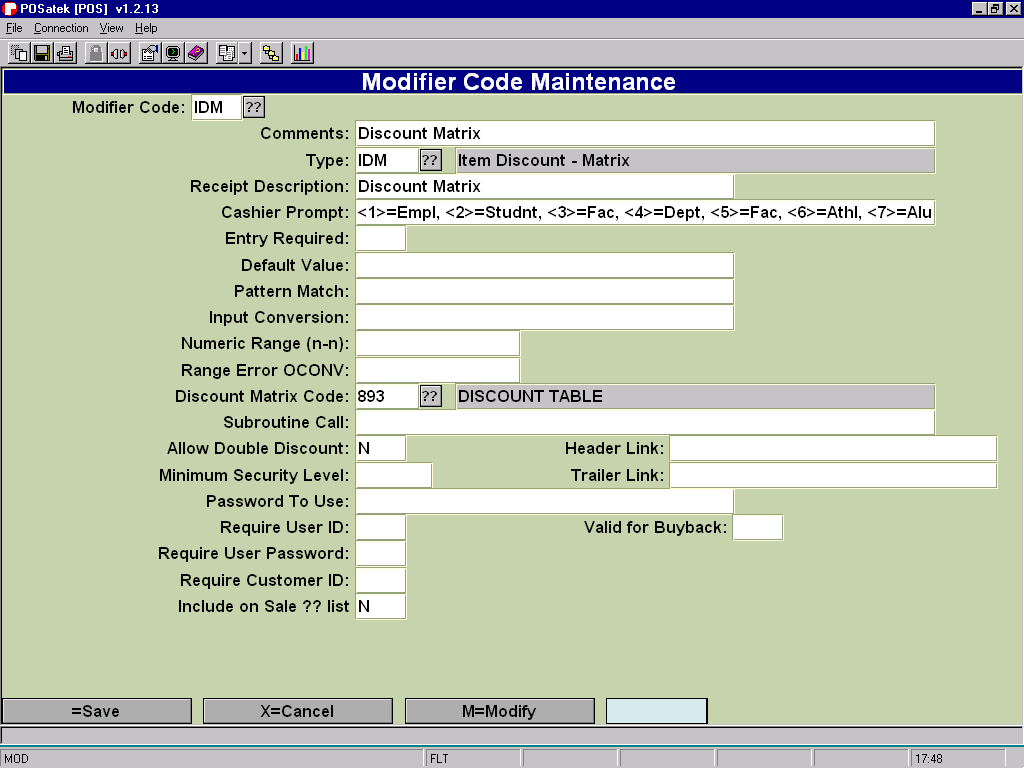 POSatek [POS] v1.2.13
File Connection View Help
Modifier Code Maintenance
Modifier Code: IDM ??
Comments: Discount Matrix
Type: IDM ?? Item Discount - Matrix
Receipt Description: Discount Matrix
Cashier Prompt: <1>=Empl, <2>=Studnt, <3>=Fac, <4>=Dept, <5>=Fac, <6>=Athl, <7>=Alu
Entry Required:
Default Value:
Pattern Match:
Input Conversion:
Numeric Range (n-n):
Range Error OCONV:
Discount Matrix Code: 893 ?? DISCOUNT TABLE
Subroutine Call:
Allow Double Discount: N Header Link:
Minimum Security Level: Trailer Link:
Password To Use:
Require User ID: Valid for Buyback:
Require User Password:
Require Customer ID:
Include on Sale ?? list N
=Save X=Cancel M=Modify
MOD FLT 17:48